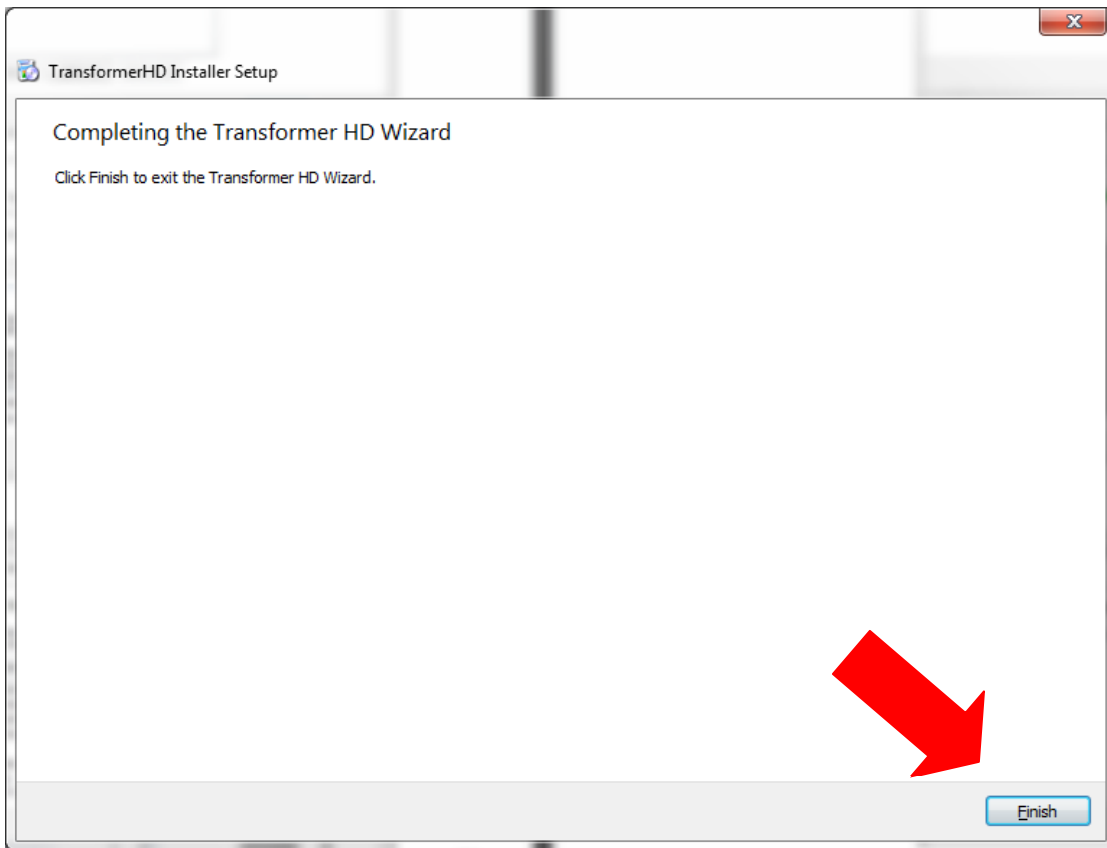 TransformerHD Installer Setup
Completing the Transformer HD Wizard
Click Finish to exit the Transformer HD Wizard.
Finish